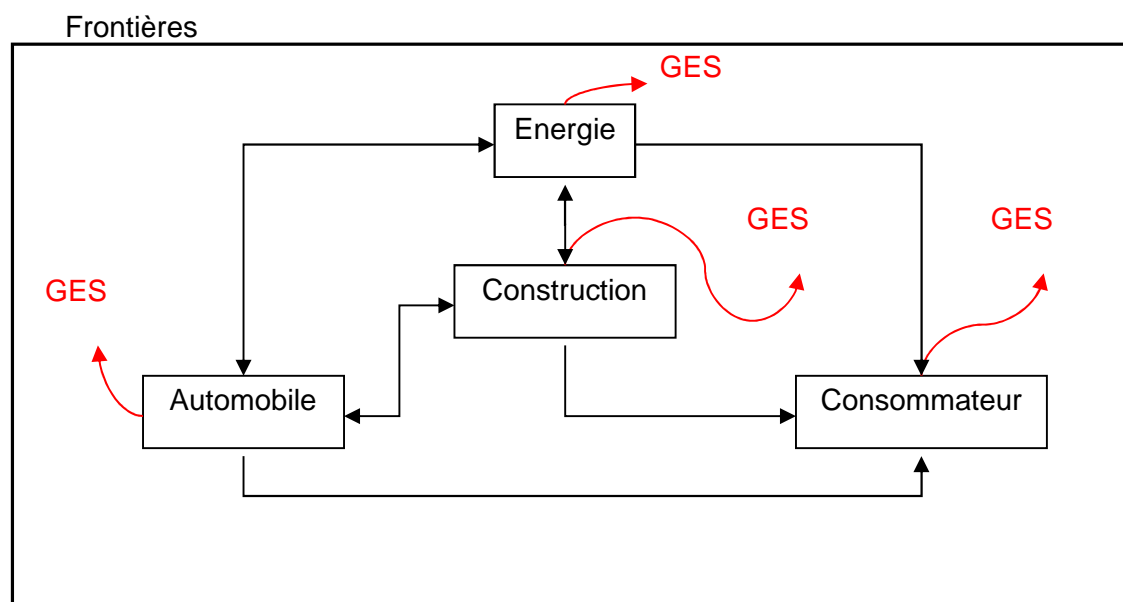 Frontières
GES
Energie
GES
GES
Construction
GES
Automobile
Consommateur